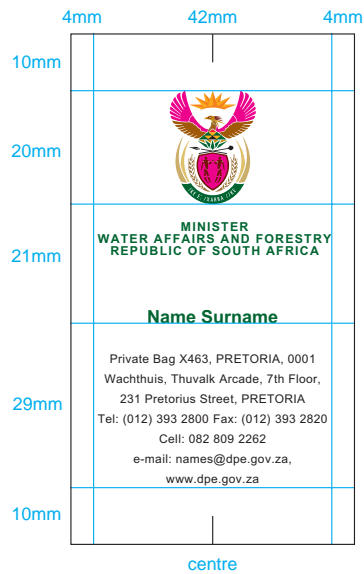 4mm 42mm 4mm
10mm
20mm
MINISTER
WATER AFFAIRS AND FORESTRY
REPUBLIC OF SOUTH AFRICA
21mm
Name Surname
Private Bag X463, PRETORIA, 0001
Wachthuis, Thuvalk Arcade, 7th Floor,
231 Pretorius Street, PRETORIA
29mm
Tel: (012) 393 2800 Fax: (012) 393 2820
Cell: 082 809 2262
e-mail: names@dpe.gov.za,
www.dpe.gov.za
10mm
centre